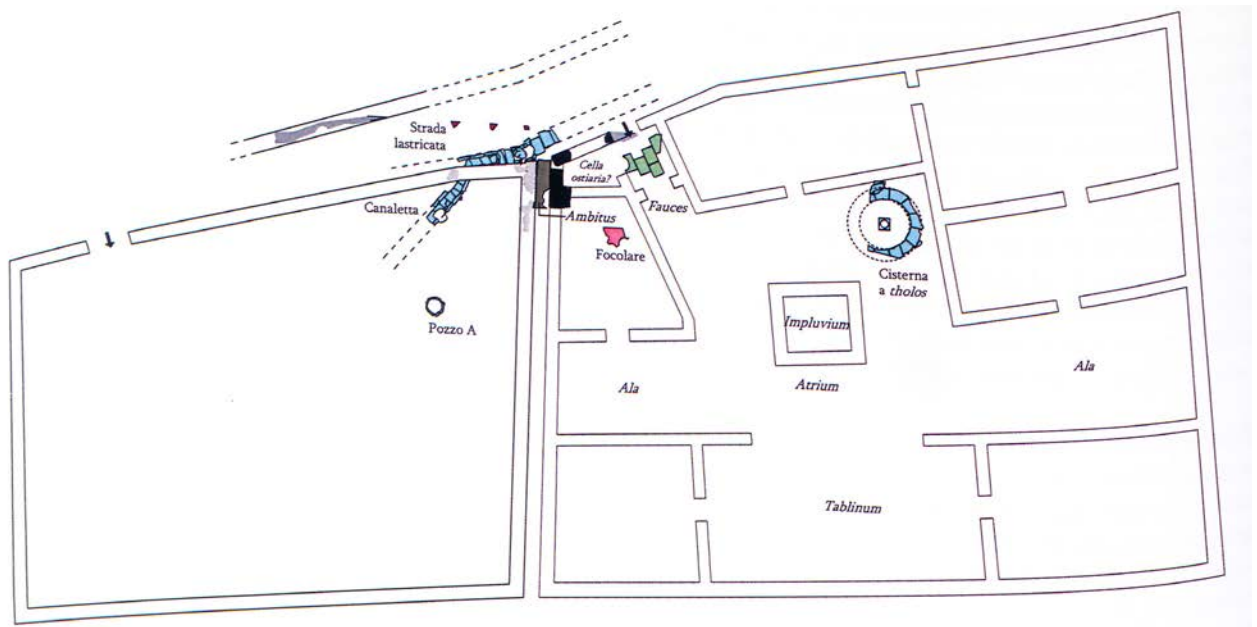 Strada
lastricata
Cella
ostiaria?
Canaletta
Ambitus
Fauces
Focolare
Cisterna
a tholos
Pozzo A
Impluvium
Ala
Atrium
Ala
Tablinum